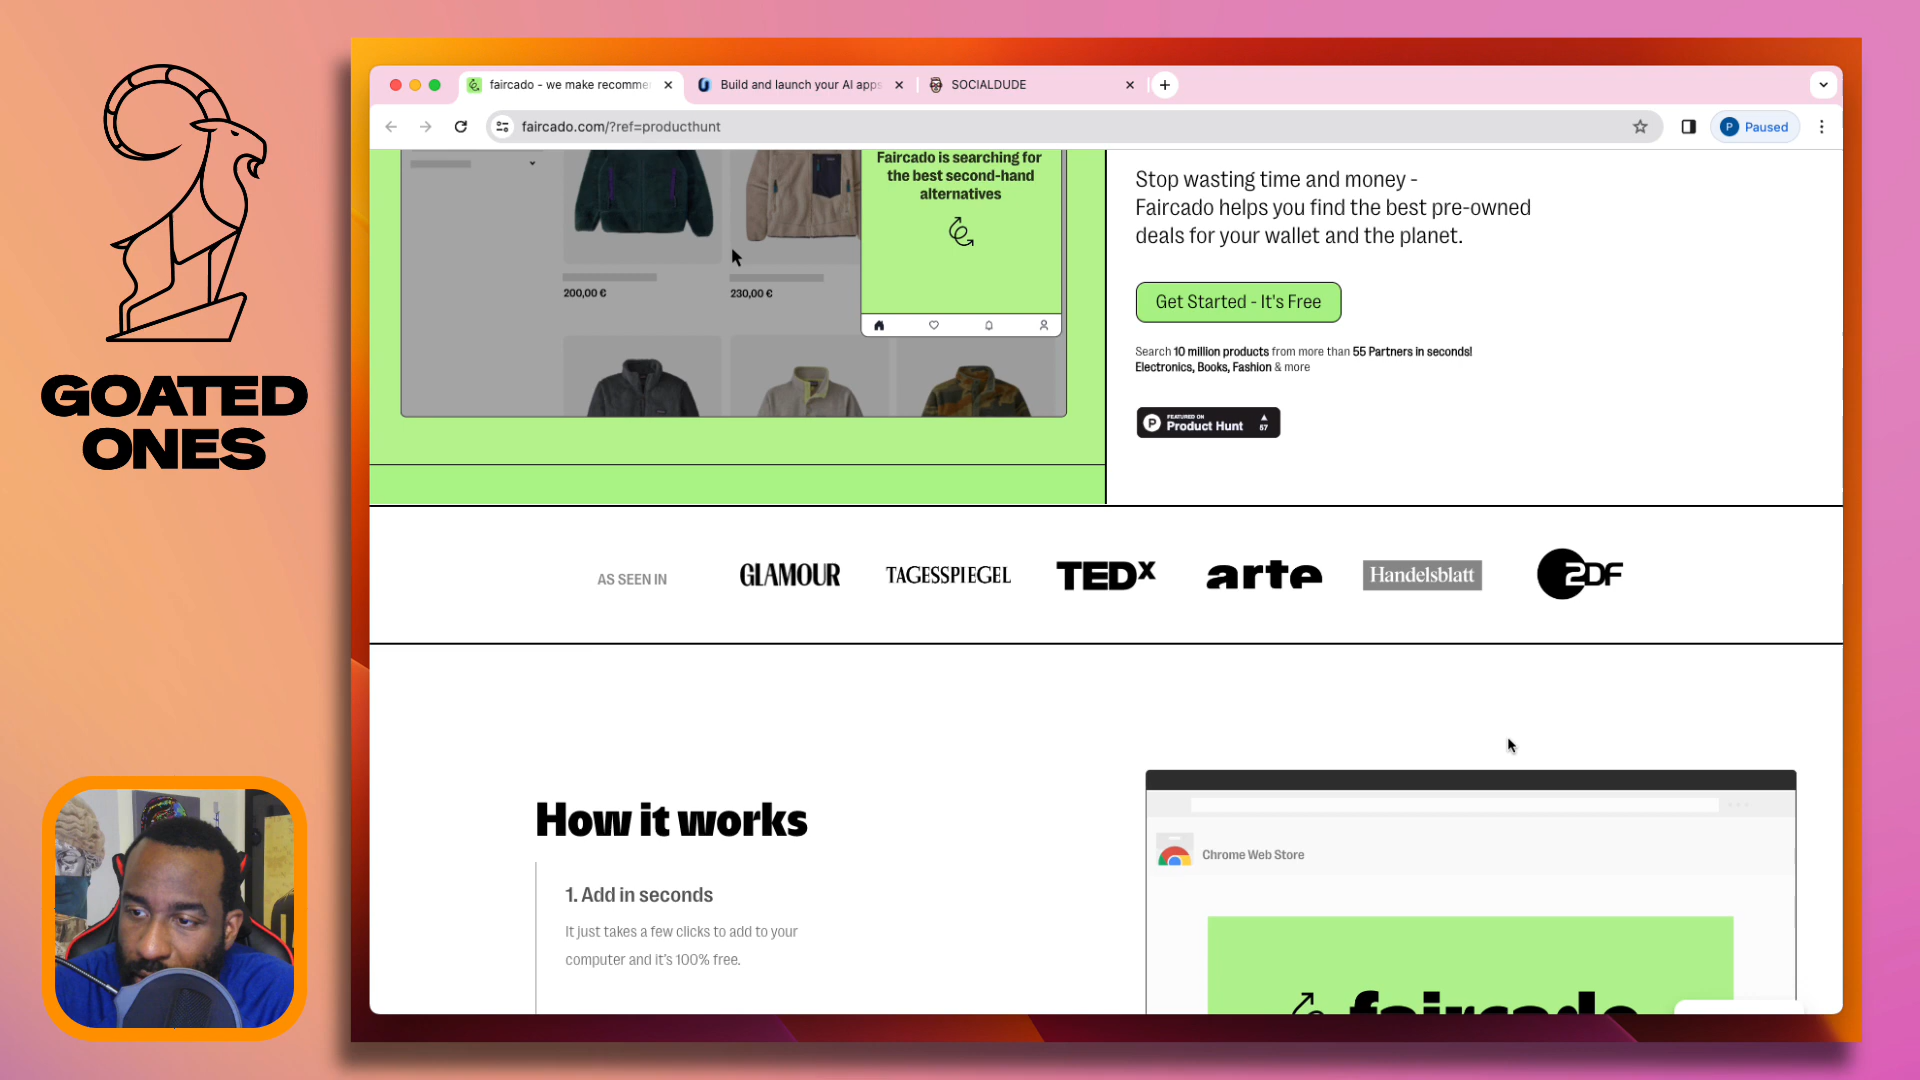 GOATED
ONES
faircado - we make recomme
Build and launch your AI apps
SOCIALDUDE
faircado.com/?ref=producthunt
P
Paused
Faircado is searching for
the best second-hand
alternatives
200,00 €
230,00 €
Stop wasting time and money -
Faircado helps you find the best pre-owned
deals for your wallet and the planet.
Get Started - It's Free
Search 10 million products from more than 55 Partners in seconds!
Electronics, Books, Fashion & more
P
FEATURED ON
Product Hunt
57
AS SEEN IN
GLAMOUR
TAGESSPIEGEL
TEDx
arte
Handelsblatt
ZDF
How it works
1. Add in seconds
It just takes a few clicks to add to your
computer and it's 100% free.
Chrome Web Store
faircado